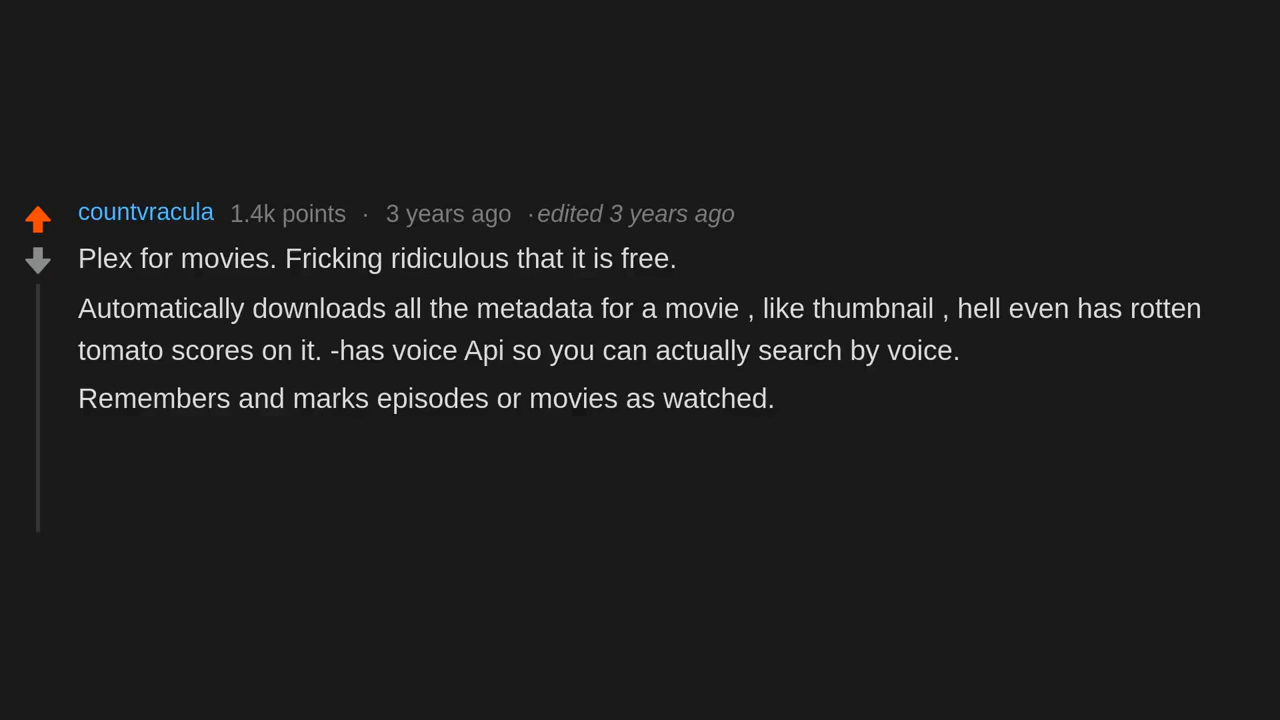 countvracula 1.4k points · 3 years ago · edited 3 years ago
Plex for movies. Fricking ridiculous that it is free.
Automatically downloads all the metadata for a movie , like thumbnail , hell even has rotten
tomato scores on it. -has voice Api so you can actually search by voice.
Remembers and marks episodes or movies as watched.